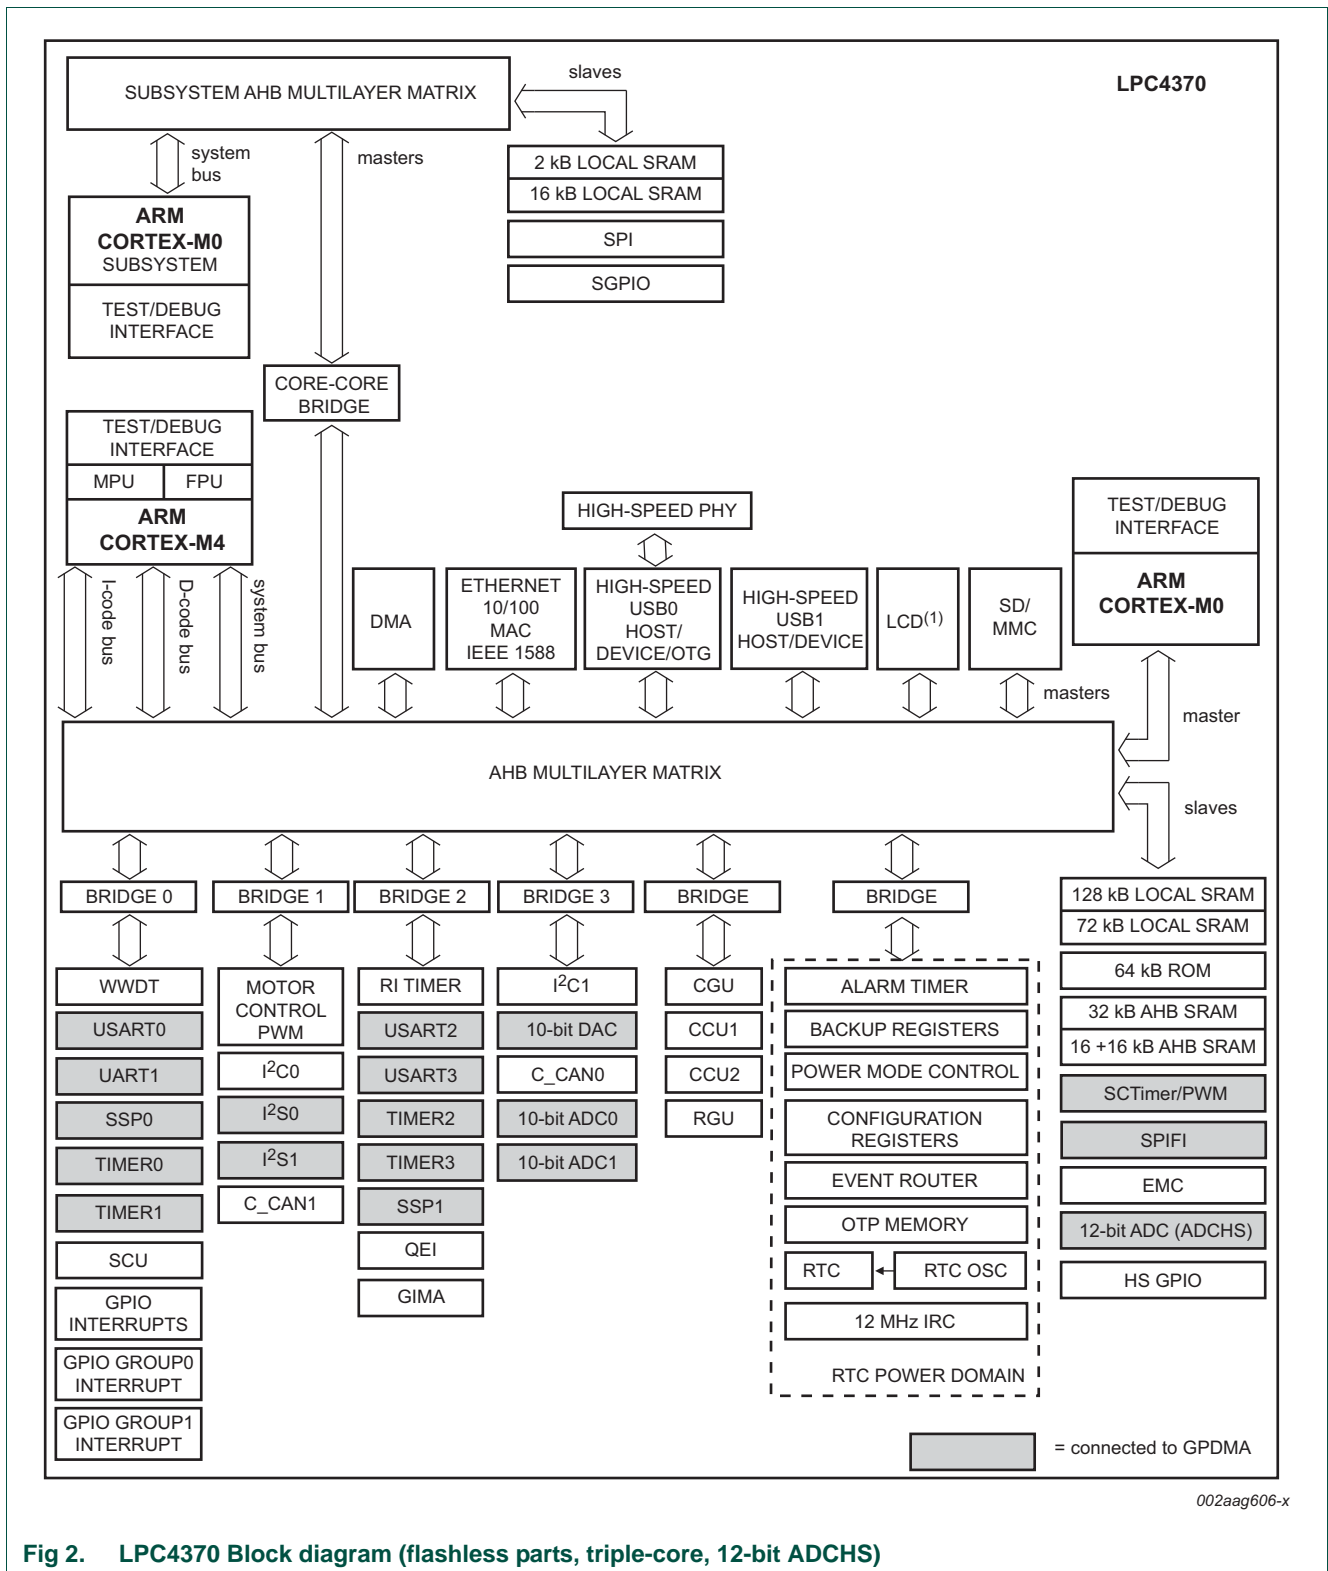 LPC4370
SUBSYSTEM AHB MULTILAYER MATRIX
slaves
system
bus
masters
2 kB LOCAL SRAM
16 kB LOCAL SRAM
SPI
SGPIO
ARM
CORTEX-M0
SUBSYSTEM
TEST/DEBUG
INTERFACE
CORE-CORE
BRIDGE
TEST/DEBUG
INTERFACE
MPU
FPU
ARM
CORTEX-M4
I-code bus
D-code bus
system bus
HIGH-SPEED PHY
DMA
ETHERNET
10/100
MAC
IEEE 1588
HIGH-SPEED
USB0
HOST/
DEVICE/OTG
HIGH-SPEED
USB1
HOST/DEVICE
LCD(1)
SD/
MMC
TEST/DEBUG
INTERFACE
ARM
CORTEX-M0
masters
master
AHB MULTILAYER MATRIX
slaves
BRIDGE 0
BRIDGE 1
BRIDGE 2
BRIDGE 3
BRIDGE
BRIDGE
WWDT
USART0
UART1
SSP0
TIMER0
TIMER1
SCU
GPIO
INTERRUPTS
GPIO GROUP0
INTERRUPT
GPIO GROUP1
INTERRUPT
MOTOR
CONTROL
PWM
I2C0
I2S0
I2S1
C_CAN1
RI TIMER
USART2
USART3
TIMER2
TIMER3
SSP1
QEI
GIMA
I2C1
10-bit DAC
C_CAN0
10-bit ADC0
10-bit ADC1
CGU
CCU1
CCU2
RGU
ALARM TIMER
BACKUP REGISTERS
POWER MODE CONTROL
CONFIGURATION
REGISTERS
EVENT ROUTER
OTP MEMORY
RTC
RTC OSC
12 MHz IRC
RTC POWER DOMAIN
128 kB LOCAL SRAM
72 kB LOCAL SRAM
64 kB ROM
32 kB AHB SRAM
16 +16 kB AHB SRAM
SCTimer/PWM
SPIFI
EMC
12-bit ADC (ADCHS)
HS GPIO
= connected to GPDMA
002aag606-x
Fig 2. LPC4370 Block diagram (flashless parts, triple-core, 12-bit ADCHS)